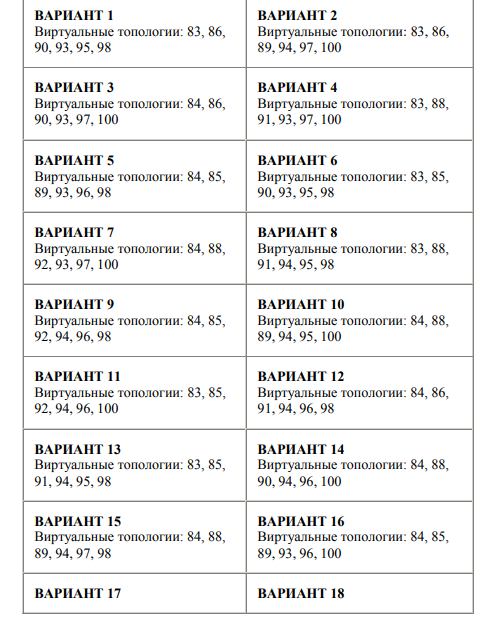 ВАРИАНТ 1
Виртуальные топологии: 83, 86,
90, 93, 95, 98
ВАРИАНТ 2
Виртуальные топологии: 83, 86,
89, 94, 97, 100
ВАРИАНТ 3
Виртуальные топологии: 84, 86,
90, 93, 97, 100
ВАРИАНТ 4
Виртуальные топологии: 83, 88,
91, 93, 97, 100
ВАРИАНТ 5
Виртуальные топологии: 84, 85,
89, 93, 96, 98
ВАРИАНТ 6
Виртуальные топологии: 83, 85,
90, 93, 95, 98
ВАРИАНТ 7
Виртуальные топологии: 84, 88,
92, 93, 97, 100
ВАРИАНТ 8
Виртуальные топологии: 83, 88,
91, 94, 95, 98
ВАРИАНТ 9
Виртуальные топологии: 84, 85,
92, 94, 96, 98
ВАРИАНТ 10
Виртуальные топологии: 84, 88,
89, 94, 95, 100
ВАРИАНТ 11
Виртуальные топологии: 83, 85,
92, 94, 96, 100
ВАРИАНТ 12
Виртуальные топологии: 84, 86,
91, 94, 96, 98
ВАРИАНТ 13
Виртуальные топологии: 83, 85,
91, 94, 95, 98
ВАРИАНТ 14
Виртуальные топологии: 84, 88,
90, 94, 96, 100
ВАРИАНТ 15
Виртуальные топологии: 84, 88,
89, 94, 97, 98
ВАРИАНТ 16
Виртуальные топологии: 84, 85,
89, 93, 96, 100
ВАРИАНТ 17
ВАРИАНТ 18